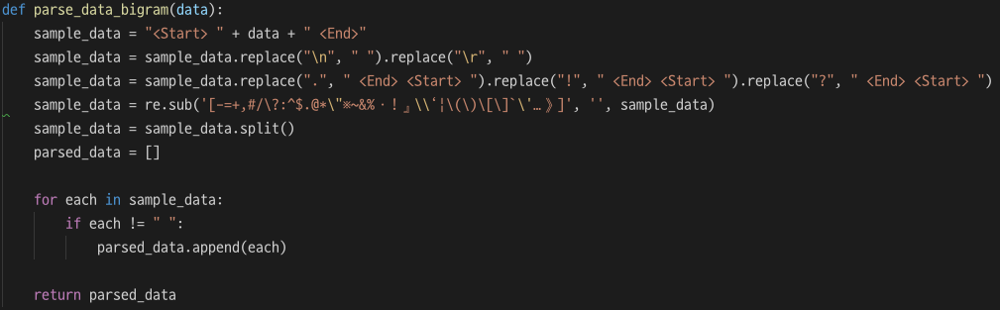 def parse_data_bigram(data):
    sample_data = "<Start> " + data + " <End>"
    sample_data = sample_data.replace("\n", " ").replace("\r", " ")
    sample_data = sample_data.replace(".", " <End> <Start> ").replace("!", " <End> <Start> ").replace("?", " <End> <Start> ")
    sample_data = re.sub('[-=+,#/\?:^$.@*\"※~&%ㆍ!』\\‘|\(\)\[\]`\'…》]', '', sample_data)
    sample_data = sample_data.split()
    parsed_data = []
    for each in sample_data:
        if each != " ":
            parsed_data.append(each)
    return parsed_data